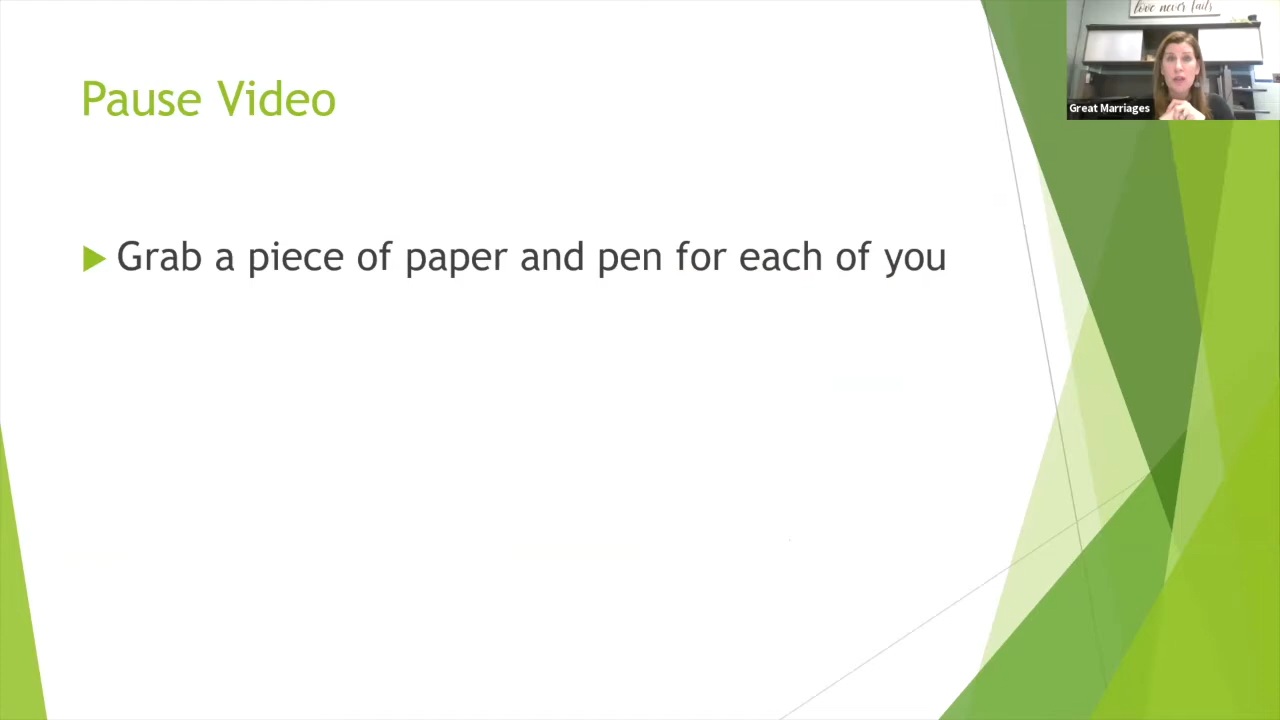 love never fails
Great Marriages
Pause Video
Grab a piece of paper and pen for each of you